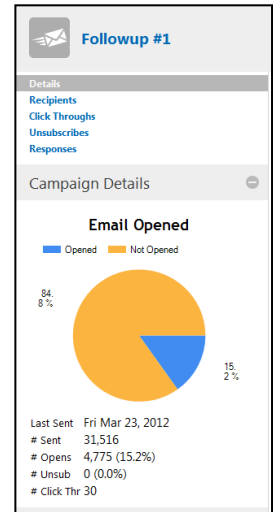 Followup #1
Details
Recipients
Click Throughs
Unsubscribes
Responses
Campaign Details
Email Opened
Opened Not Opened
84.
8 %
15.
2 %
Last Sent Fri Mar 23, 2012
# Sent 31,516
# Opens 4,775 (15.2%)
# Unsub 0 (0.0%)
# Click Thr 30